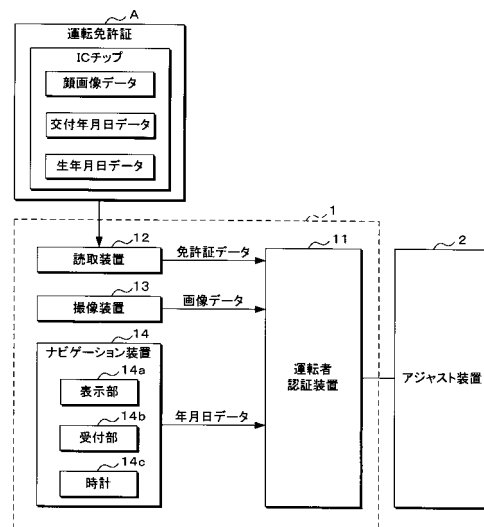 A
運転免許証
ICチップ
顔画像データ
交付年月日データ
生年月日データ
1
12
読取装置
免許証データ
11
2
13
撮像装置
画像データ
14
ナビゲーション装置
14a
表示部
14b
受付部
14c
時計
年月日データ
運転者
認証装置
アジャスト装置